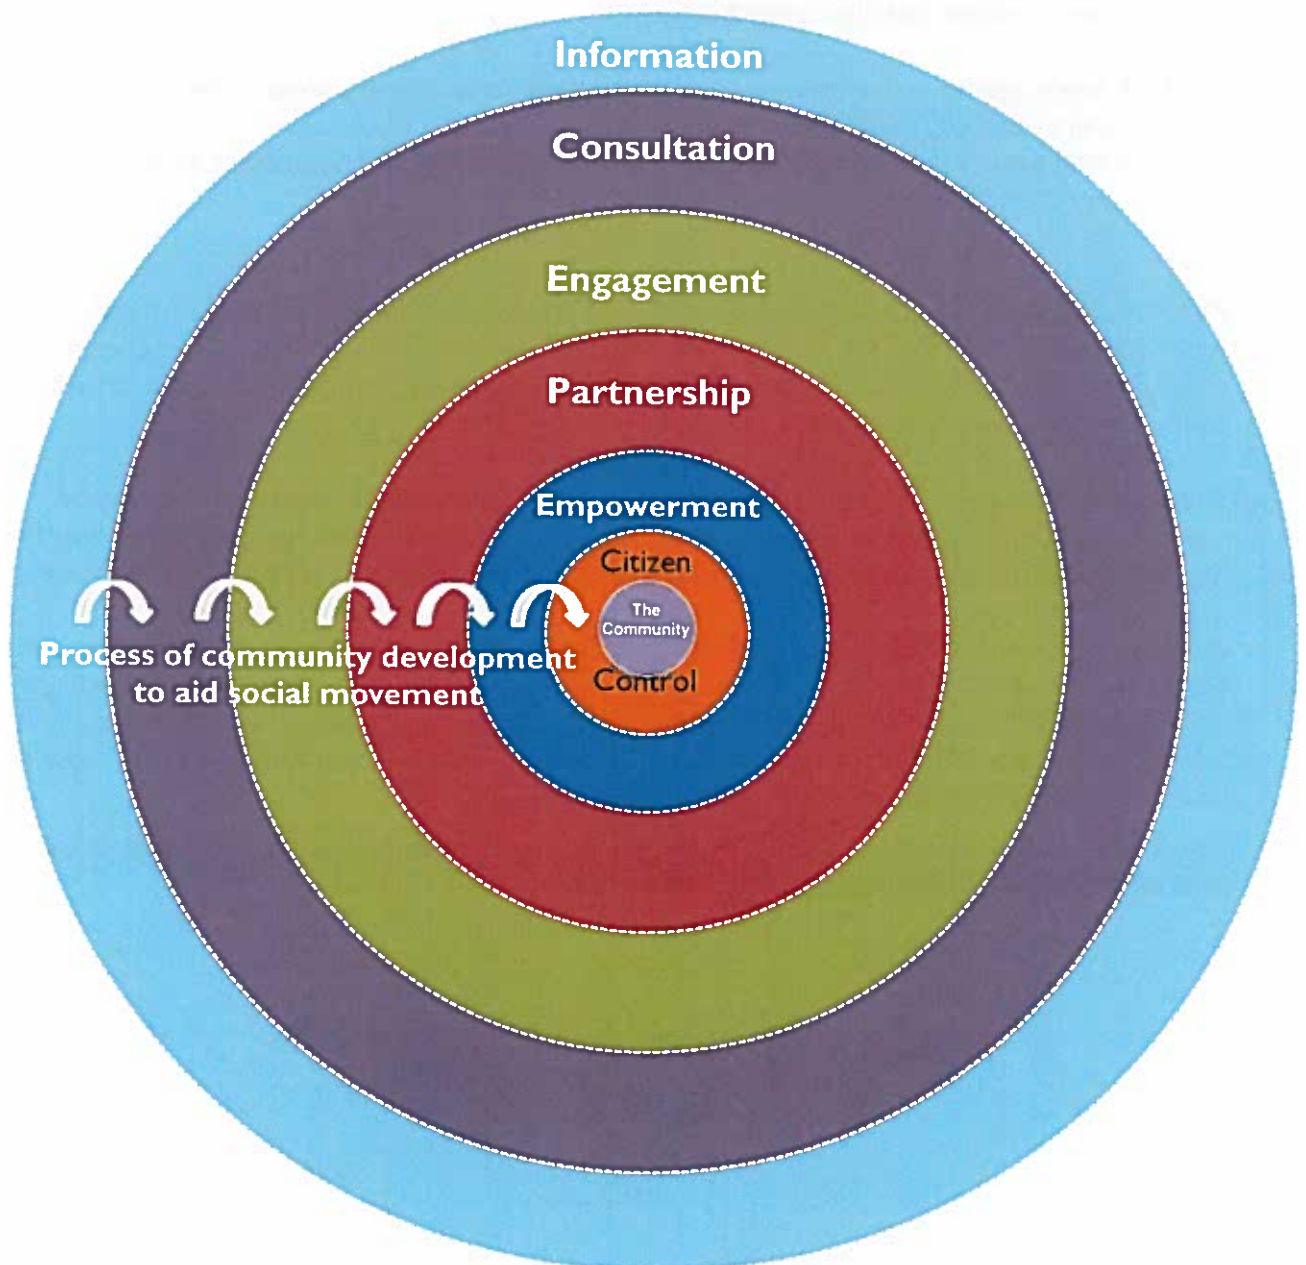 Information
Consultation
Engagement
Partnership
Empowerment
Citizen
The
Community
Control
Process of community development
to aid social movement